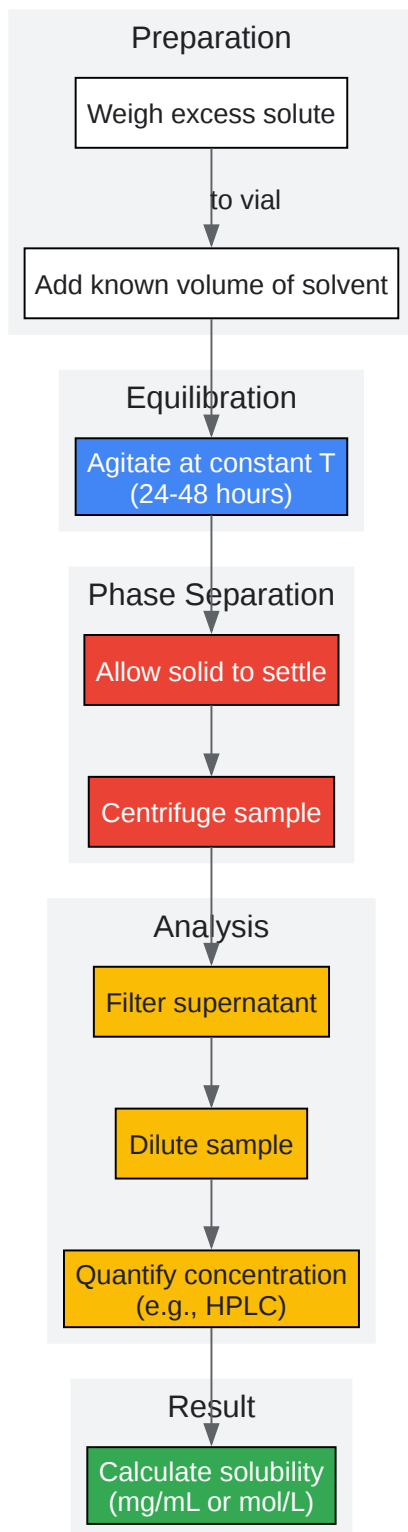 Preparation
Weigh excess solute
to vial
Add known volume of solvent
Equilibration
Agitate at constant T
(24-48 hours)
Phase Separation
Allow solid to settle
Centrifuge sample
Analysis
Filter supernatant
Dilute sample
Quantify concentration
(e.g., HPLC)
Result
Calculate solubility
(mg/mL or mol/L)